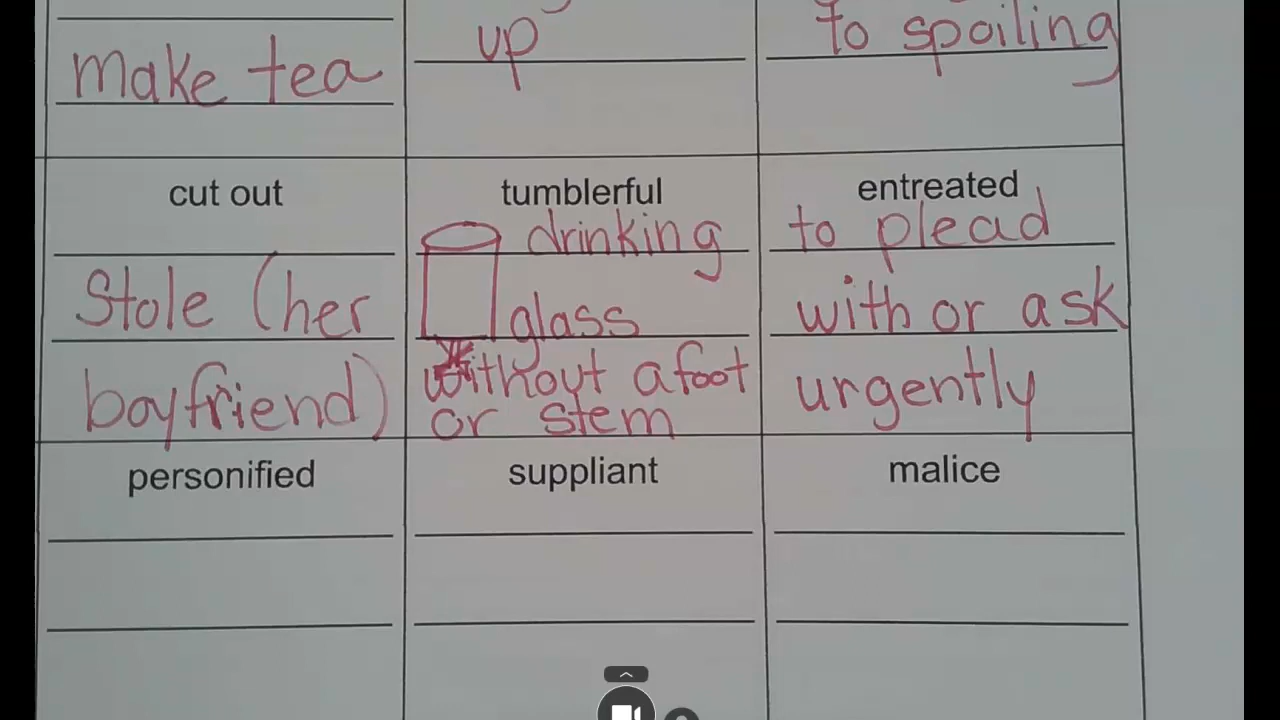 make tea
up
to spoiling
cut out
Stole (her
boyfriend)
tumblerful
drinking
glass
without a foot
or stem
entreated
to plead
with or ask
urgently
personified
suppliant
malice